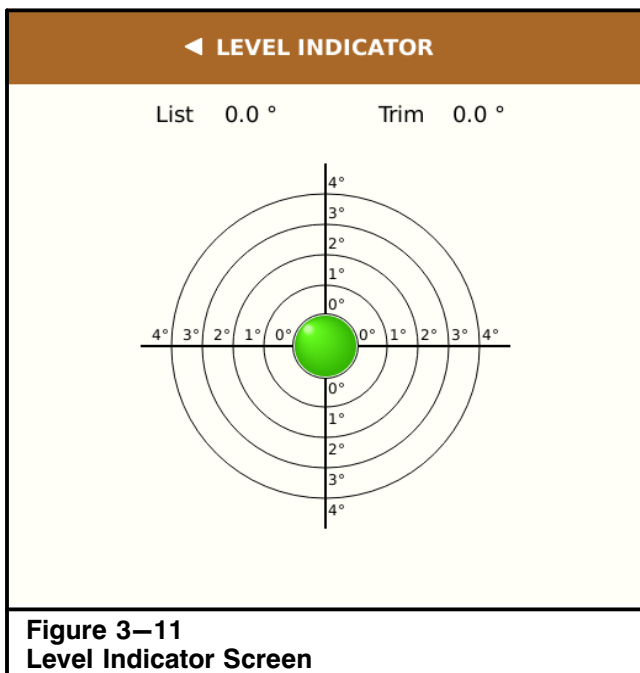 ◄ LEVEL INDICATOR
List 0.0 ° Trim 0.0 °
4°
3°
2°
1°
0°
4° 3° 2° 1° 0° 0° 1° 2° 3° 4°
0°
1°
2°
3°
4°
Figure 3—11
Level Indicator Screen